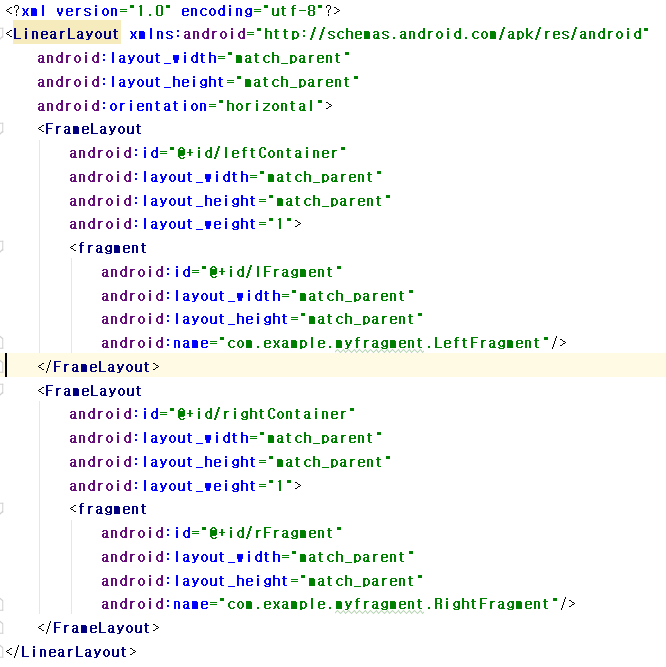 <?xml version="1.0" encoding="utf-8"?>
<LinearLayout xmlns:android="http://schemas.android.com/apk/res/android"
    android:layout_width="match_parent"
    android:layout_height="match_parent"
    android:orientation="horizontal">
    <FrameLayout
        android:id="@+id/leftContainer"
        android:layout_width="match_parent"
        android:layout_height="match_parent"
        android:layout_weight="1">
        <fragment
            android:id="@+id/lFragment"
            android:layout_width="match_parent"
            android:layout_height="match_parent"
            android:name="com.example.myfragment.LeftFragment"/>
    </FrameLayout>
    <FrameLayout
        android:id="@+id/rightContainer"
        android:layout_width="match_parent"
        android:layout_height="match_parent"
        android:layout_weight="1">
        <fragment
            android:id="@+id/rFragment"
            android:layout_width="match_parent"
            android:layout_height="match_parent"
            android:name="com.example.myfragment.RightFragment"/>
    </FrameLayout>
</LinearLayout>